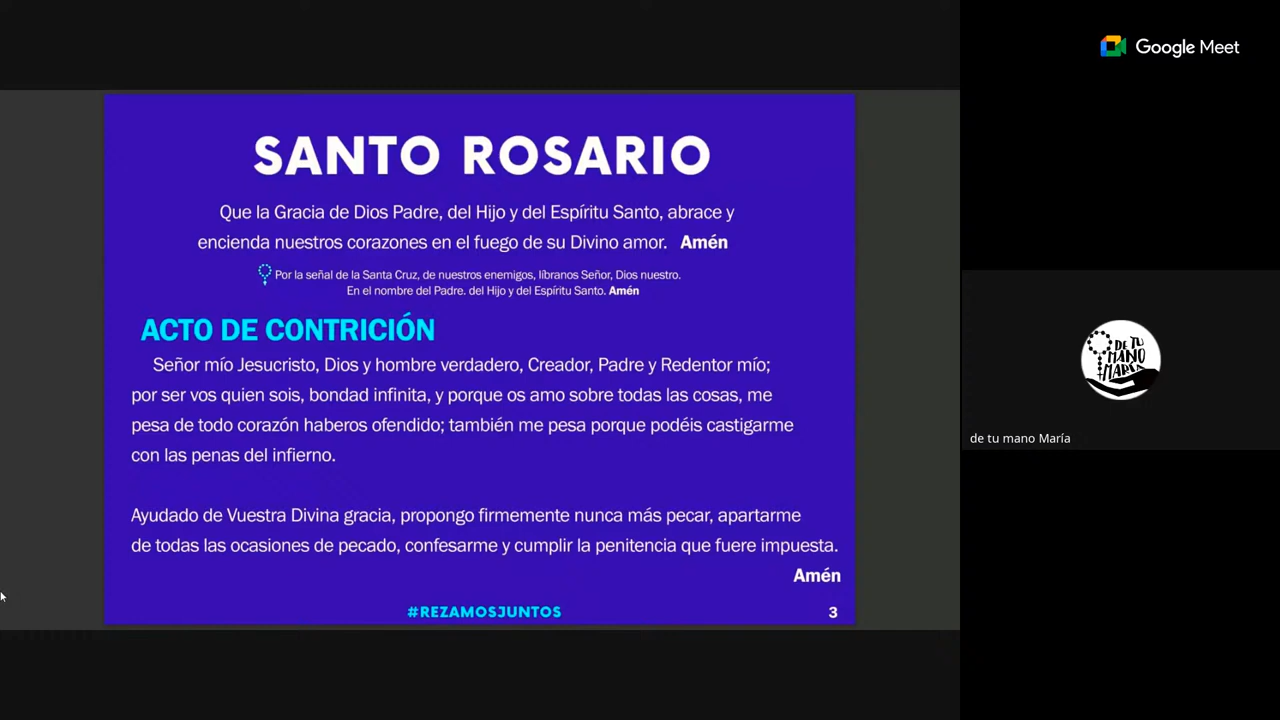 Google Meet
SANTO ROSARIO
Que la Gracia de Dios Padre, del Hijo y del Espíritu Santo, abrace y
encienda nuestros corazones en el fuego de su Divino amor. Amén
Por la señal de la Santa Cruz, de nuestros enemigos, líbranos Señor, Dios nuestro.
En el nombre del Padre. del Hijo y del Espíritu Santo. Amén
ACTO DE CONTRICIÓN
Señor mío Jesucristo, Dios y hombre verdadero, Creador, Padre y Redentor mío;
por ser vos quien sois, bondad infinita, y porque os amo sobre todas las cosas, me
pesa de todo corazón haberos ofendido; también me pesa porque podéis castigarme
con las penas del infierno.
Ayudado de Vuestra Divina gracia, propongo firmemente nunca más pecar, apartarme
de todas las ocasiones de pecado, confesarme y cumplir la penitencia que fuere impuesta.
Amén
#REZAMOSJUNTOS
3
DE TU
MANO
MARÍA
de tu mano María